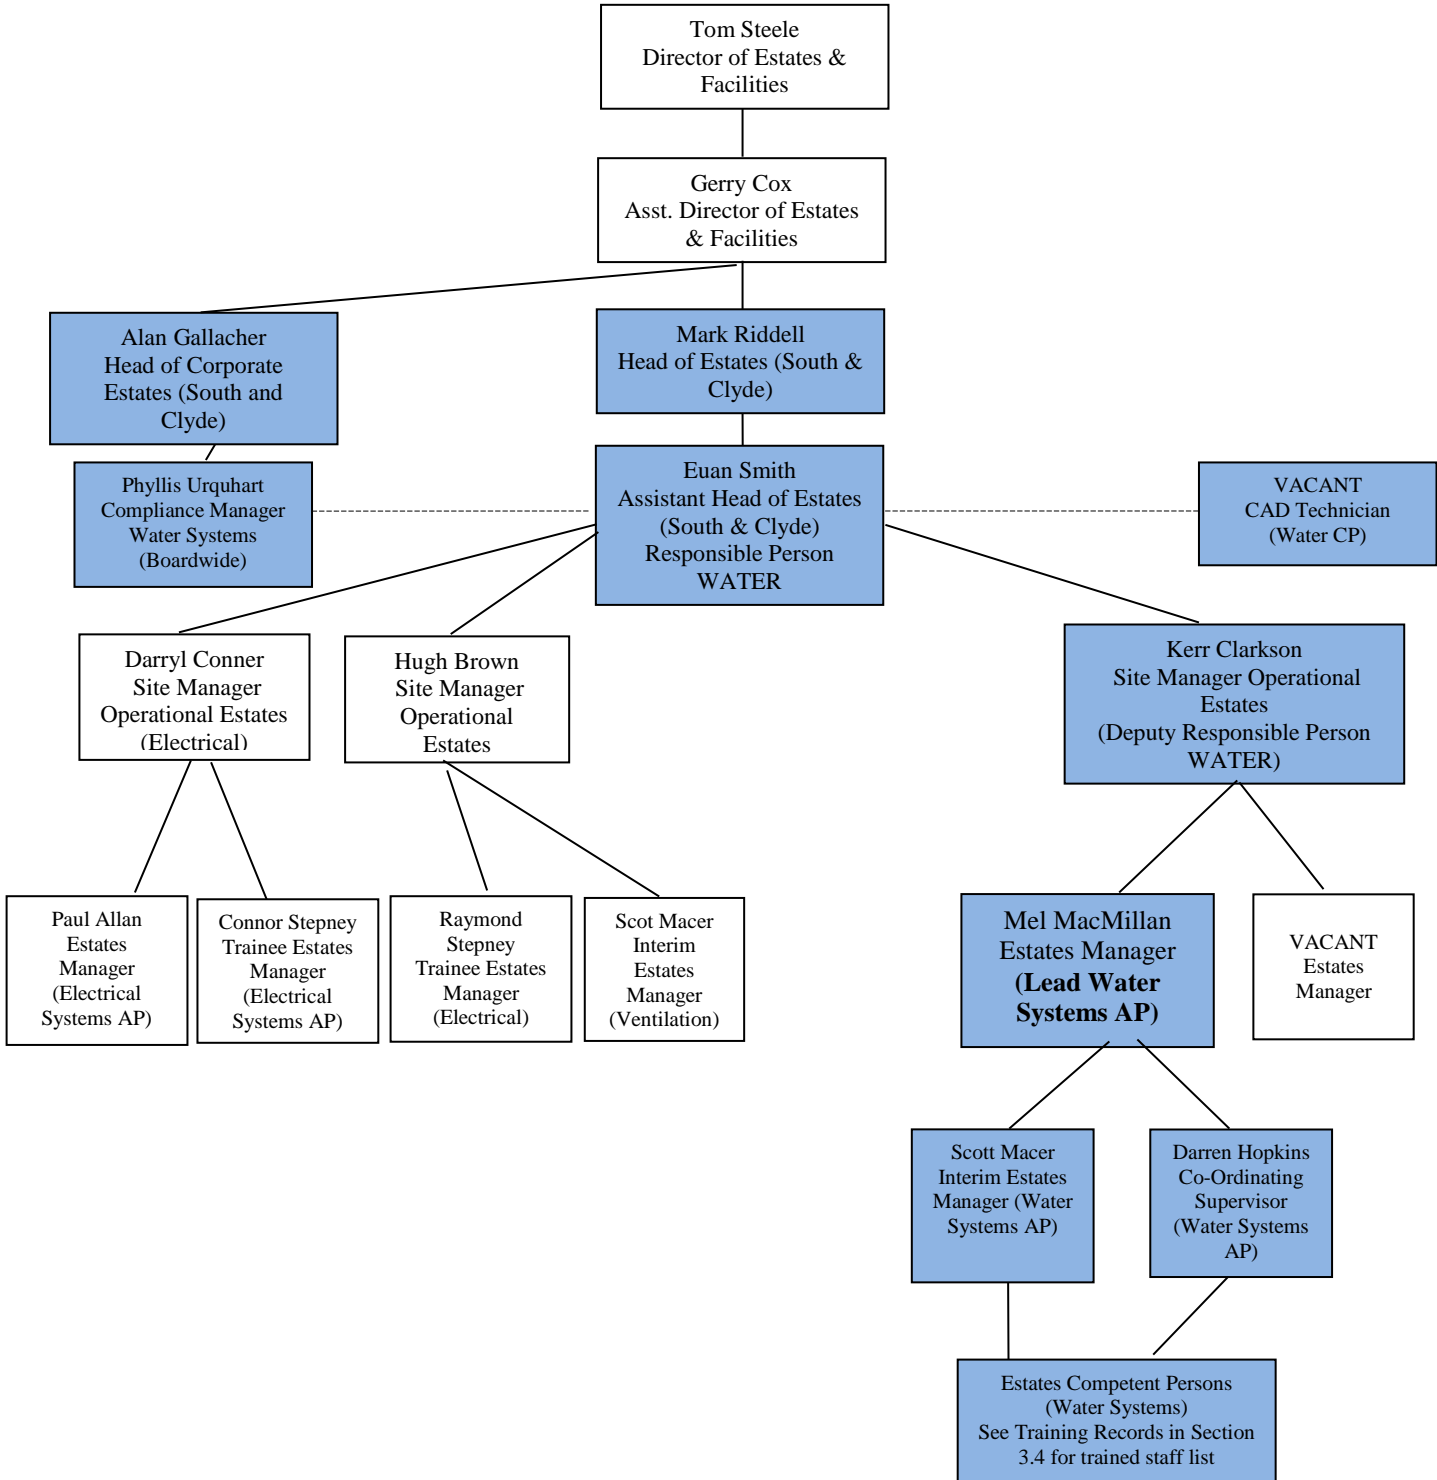 Tom Steele
Director of Estates &
Facilities
Gerry Cox
Asst. Director of Estates
& Facilities
Alan Gallacher
Head of Corporate
Estates (South and
Clyde)
Mark Riddell
Head of Estates (South &
Clyde)
Phyllis Urquhart
Compliance Manager
Water Systems
(Boardwide)
Euan Smith
Assistant Head of Estates
(South & Clyde)
Responsible Person
WATER
VACANT
CAD Technician
(Water CP)
Darryl Conner
Site Manager
Operational Estates
(Electrical)
Hugh Brown
Site Manager
Operational
Estates
Kerr Clarkson
Site Manager Operational
Estates
(Deputy Responsible Person
WATER)
Paul Allan
Estates
Manager
(Electrical
Systems AP)
Connor Stepney
Trainee Estates
Manager
(Electrical
Systems AP)
Raymond
Stepney
Trainee Estates
Manager
(Electrical)
Scot Macer
Interim
Estates
Manager
(Ventilation)
Mel MacMillan
Estates Manager
(Lead Water
Systems AP)
VACANT
Estates
Manager
Scott Macer
Interim Estates
Manager (Water
Systems AP)
Darren Hopkins
Co-Ordinating
Supervisor
(Water Systems
AP)
Estates Competent Persons
(Water Systems)
See Training Records in Section
3.4 for trained staff list